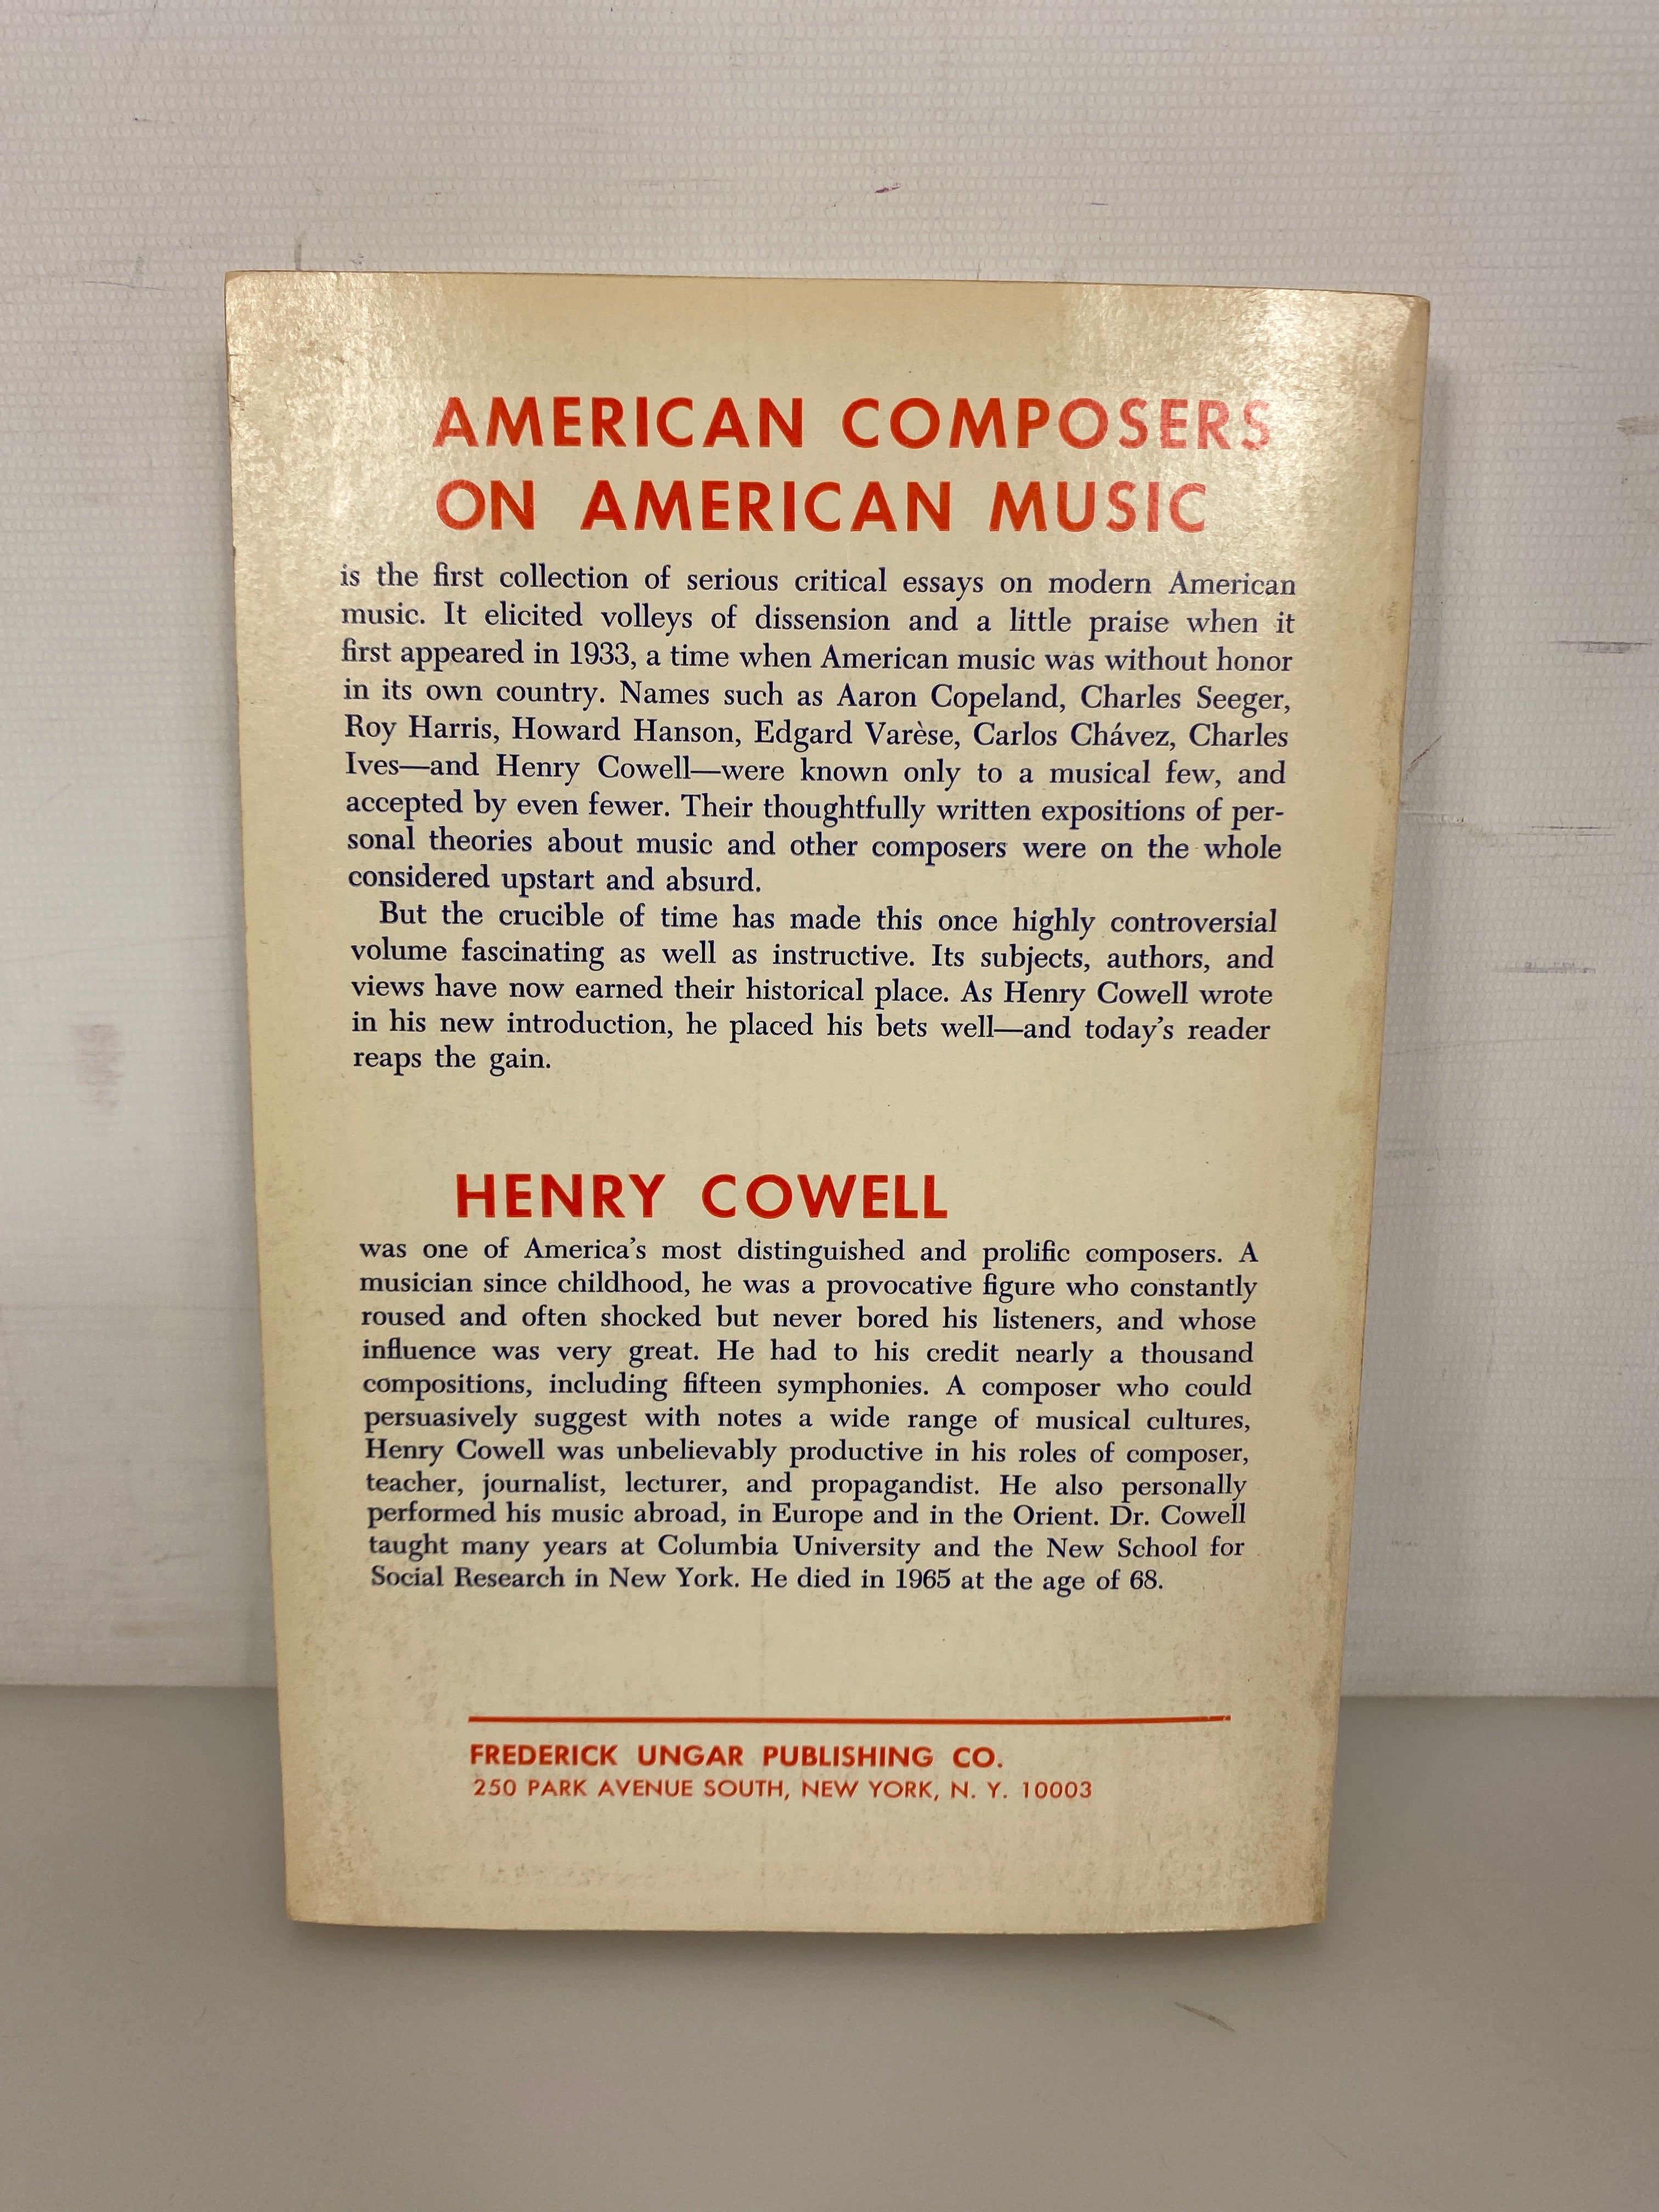 AMERICAN COMPOSERS
ON AMERICAN MUSIC
is the first collection of serious critical essays on modern American
music. It elicited volleys of dissension and a little praise when it
first appeared in 1933, a time when American music was without honor
in its own country. Names such as Aaron Copeland, Charles Seeger,
Roy Harris, Howard Hanson, Edgard Varèse, Carlos Chávez, Charles
Ives—and Henry Cowell—were known only to a musical few, and
accepted by even fewer. Their thoughtfully written expositions of per-
sonal theories about music and other composers were on the whole
considered upstart and absurd.
But the crucible of time has made this once highly controversial
volume fascinating as well as instructive. Its subjects, authors, and
views have now earned their historical place. As Henry Cowell wrote
in his new introduction, he placed his bets well—and today's reader
reaps the gain.
HENRY COWELL
was one of America's most distinguished and prolific composers. A
musician since childhood, he was a provocative figure who constantly
roused and often shocked but never bored his listeners, and whose
influence was very great. He had to his credit nearly a thousand
compositions, including fifteen symphonies. A composer who could
persuasively suggest with notes a wide range of musical cultures,
Henry Cowell was unbelievably productive in his roles of composer,
teacher, journalist, lecturer, and propagandist. He also personally
performed his music abroad, in Europe and in the Orient. Dr. Cowell
taught many years at Columbia University and the New School for
Social Research in New York. He died in 1965 at the age of 68.
FREDERICK UNGAR PUBLISHING CO.
250 PARK AVENUE SOUTH, NEW YORK, N. Y. 10003